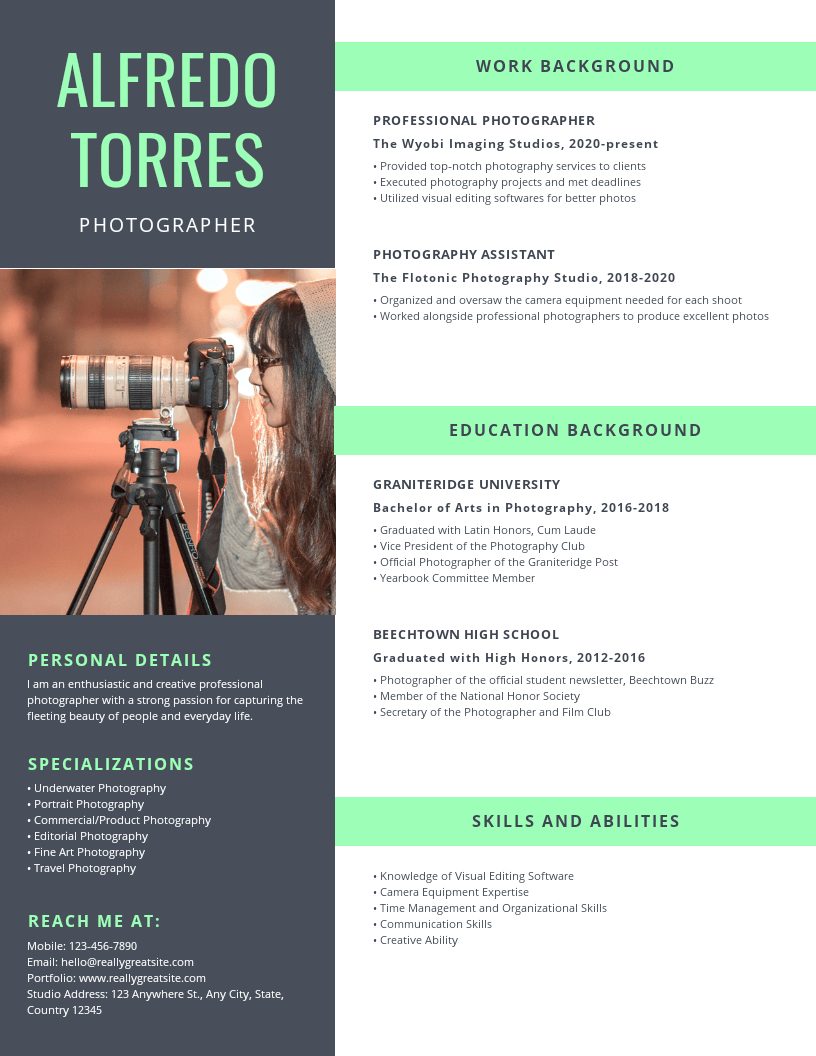 ALFREDO
TORRES
PHOTOGRAPHER
PERSONAL DETAILS
I am an enthusiastic and creative professional
photographer with a strong passion for capturing the
fleeting beauty of people and everyday life.
SPECIALIZATIONS
• Underwater Photography
• Portrait Photography
• Commercial/Product Photography
• Editorial Photography
• Fine Art Photography
• Travel Photography
REACH ME AT:
Mobile: 123-456-7890
Email: hello@reallygreatsite.com
Portfolio: www.reallygreatsite.com
Studio Address: 123 Anywhere St., Any City, State,
Country 12345
WORK BACKGROUND
PROFESSIONAL PHOTOGRAPHER
The Wyobi Imaging Studios, 2020-present
• Provided top-notch photography services to clients
• Executed photography projects and met deadlines
• Utilized visual editing softwares for better photos
PHOTOGRAPHY ASSISTANT
The Flotonic Photography Studio, 2018-2020
• Organized and oversaw the camera equipment needed for each shoot
• Worked alongside professional photographers to produce excellent photos
EDUCATION BACKGROUND
GRANITERIDGE UNIVERSITY
Bachelor of Arts in Photography, 2016-2018
• Graduated with Latin Honors, Cum Laude
• Vice President of the Photography Club
• Official Photographer of the Graniteridge Post
• Yearbook Committee Member
BEECHTOWN HIGH SCHOOL
Graduated with High Honors, 2012-2016
• Photographer of the official student newsletter, Beechtown Buzz
• Member of the National Honor Society
• Secretary of the Photographer and Film Club
SKILLS AND ABILITIES
• Knowledge of Visual Editing Software
• Camera Equipment Expertise
• Time Management and Organizational Skills
• Communication Skills
• Creative Ability